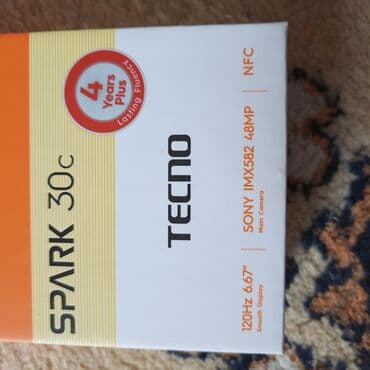 SPARK 30C
4
Years
Plus
Lasting Fluency
TECNO
120Hz 6.67"
Smooth Display
SONY IMX582 48MP
Main Camera
NFC